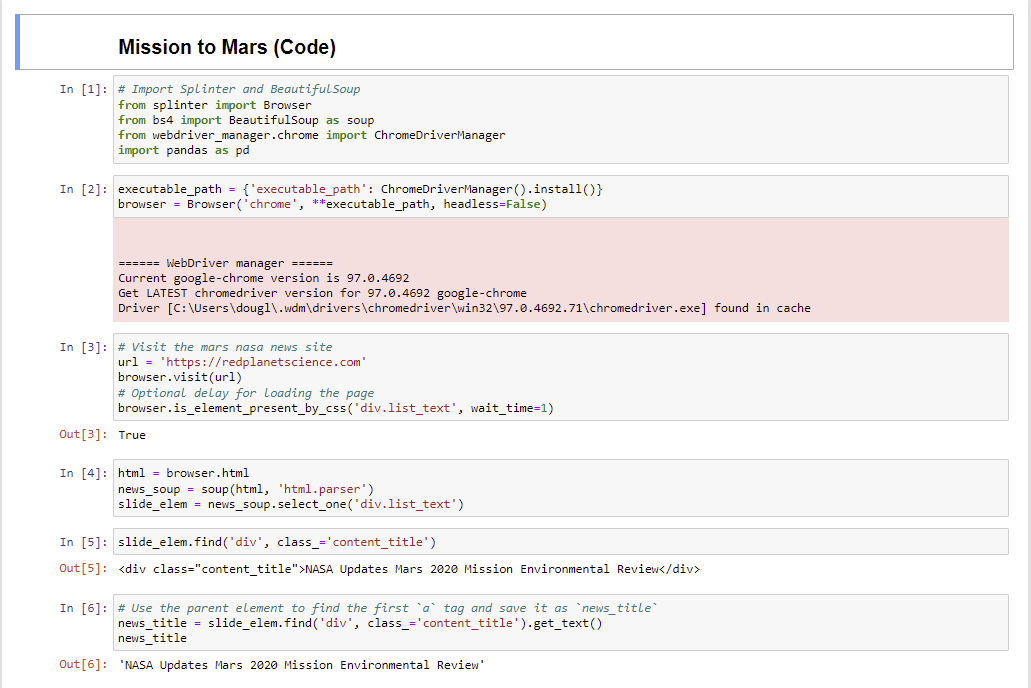 Mission to Mars (Code)
In [1]:
# Import Splinter and BeautifulSoup
from splinter import Browser
from bs4 import BeautifulSoup as soup
from webdriver_manager.chrome import ChromeDriverManager
import pandas as pd
In [2]:
executable_path = {'executable_path': ChromeDriverManager().install()}
browser = Browser('chrome', **executable_path, headless=False)
====== WebDriver manager ======
Current google-chrome version is 97.0.4692
Get LATEST chromedriver version for 97.0.4692 google-chrome
Driver [C:\Users\dougl\.wdm\drivers\chromedriver\win32\97.0.4692.71\chromedriver.exe] found in cache
In [3]:
# Visit the mars nasa news site
url = 'https://redplanetscience.com'
browser.visit(url)
# Optional delay for loading the page
browser.is_element_present_by_css('div.list_text', wait_time=1)
Out[3]:
True
In [4]:
html = browser.html
news_soup = soup(html, 'html.parser')
slide_elem = news_soup.select_one('div.list_text')
In [5]:
slide_elem.find('div', class_='content_title')
Out[5]:
<div class="content_title">NASA Updates Mars 2020 Mission Environmental Review</div>
In [6]:
# Use the parent element to find the first `a` tag and save it as `news_title`
news_title = slide_elem.find('div', class_='content_title').get_text()
news_title
Out[6]:
'NASA Updates Mars 2020 Mission Environmental Review'